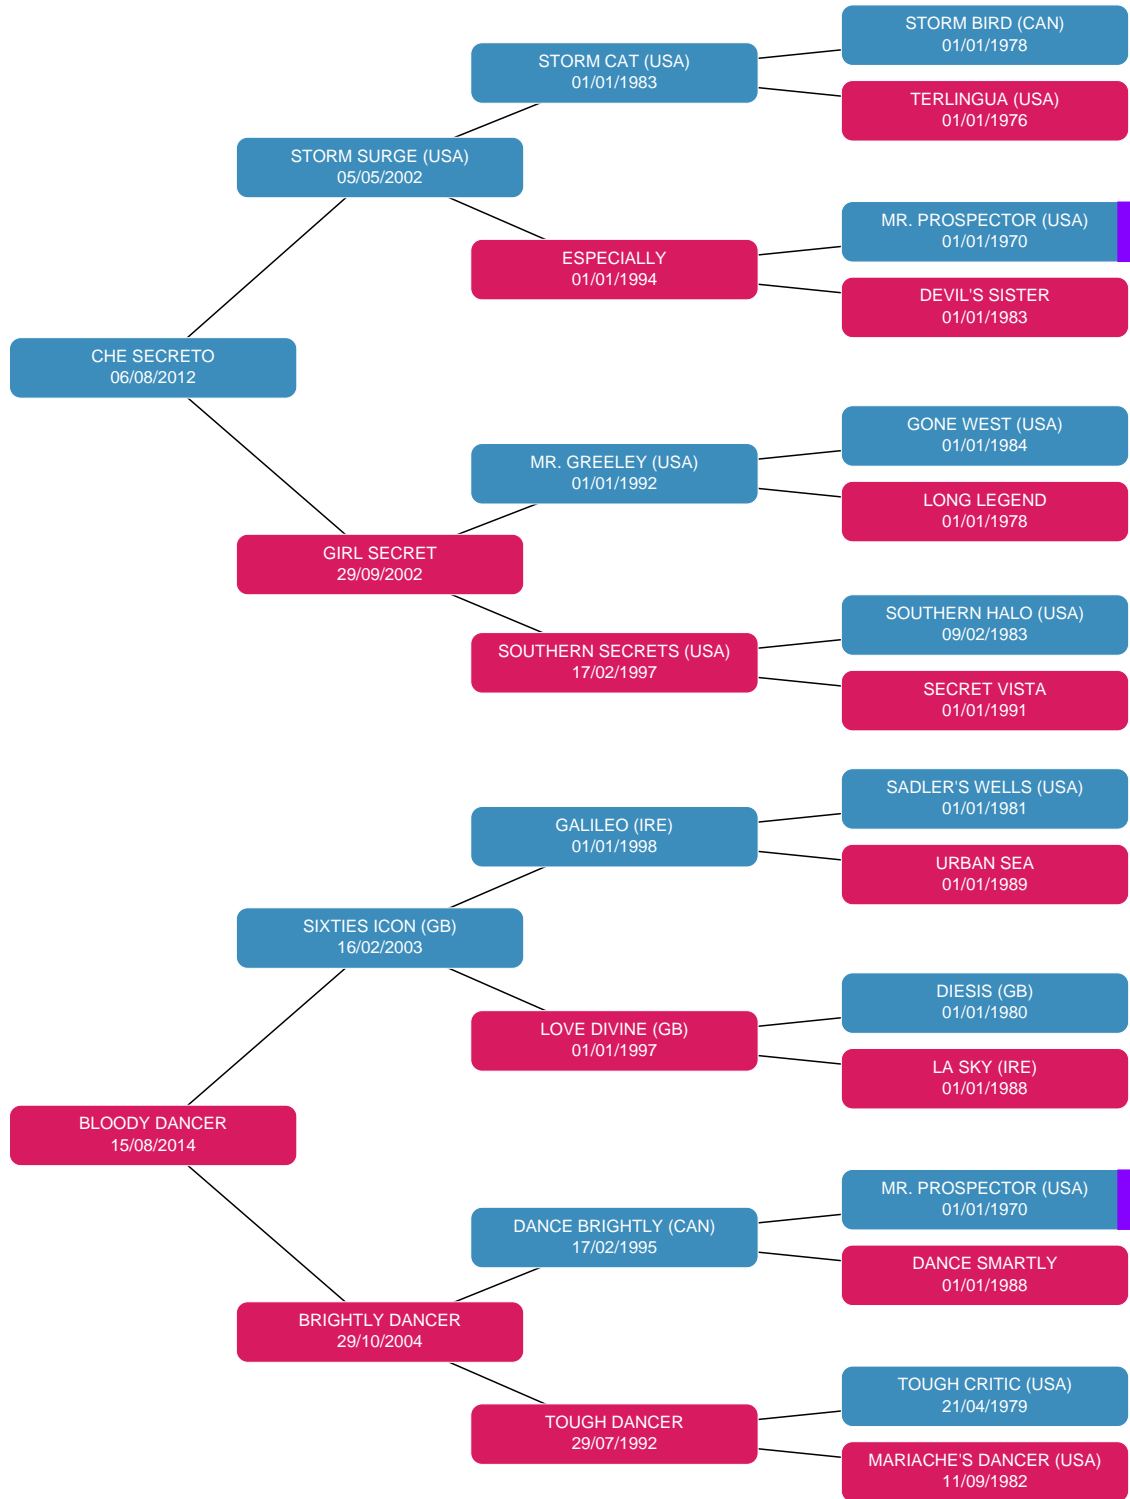 STORM BIRD (CAN)
01/01/1978
STORM CAT (USA)
01/01/1983
TERLINGUA (USA)
01/01/1976
STORM SURGE (USA)
05/05/2002
MR. PROSPECTOR (USA)
01/01/1970
ESPECIALLY
01/01/1994
DEVIL'S SISTER
01/01/1983
CHE SECRETO
06/08/2012
GONE WEST (USA)
01/01/1984
MR. GREELEY (USA)
01/01/1992
LONG LEGEND
01/01/1978
GIRL SECRET
29/09/2002
SOUTHERN HALO (USA)
09/02/1983
SOUTHERN SECRETS (USA)
17/02/1997
SECRET VISTA
01/01/1991
SADLER'S WELLS (USA)
01/01/1981
GALILEO (IRE)
01/01/1998
URBAN SEA
01/01/1989
SIXTIES ICON (GB)
16/02/2003
DIESIS (GB)
01/01/1980
LOVE DIVINE (GB)
01/01/1997
LA SKY (IRE)
01/01/1988
BLOODY DANCER
15/08/2014
MR. PROSPECTOR (USA)
01/01/1970
DANCE BRIGHTLY (CAN)
17/02/1995
DANCE SMARTLY
01/01/1988
BRIGHTLY DANCER
29/10/2004
TOUGH CRITIC (USA)
21/04/1979
TOUGH DANCER
29/07/1992
MARIACHE'S DANCER (USA)
11/09/1982